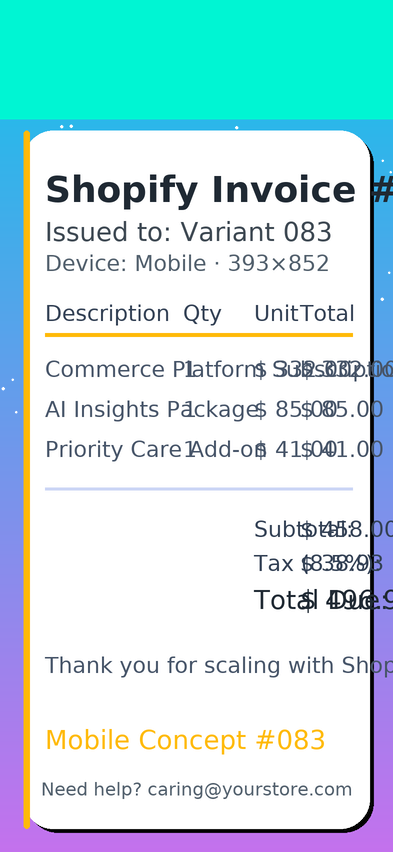 Shopify Invoice #
Issued to: Variant 083
Device: Mobile · 393×852
Description Qty Unit Total
Commerce Platform 1 $ 332.00 $ 332.00
AI Insights Package 1 $ 85.00 $ 85.00
Priority Care Add-on 1 $ 41.00 $ 41.00
Subtotal: $ 458.00
Tax (8.5%): $ 38.93
Total Due: $ 496.9
Thank you for scaling with Shop
Mobile Concept #083
Need help? caring@yourstore.com